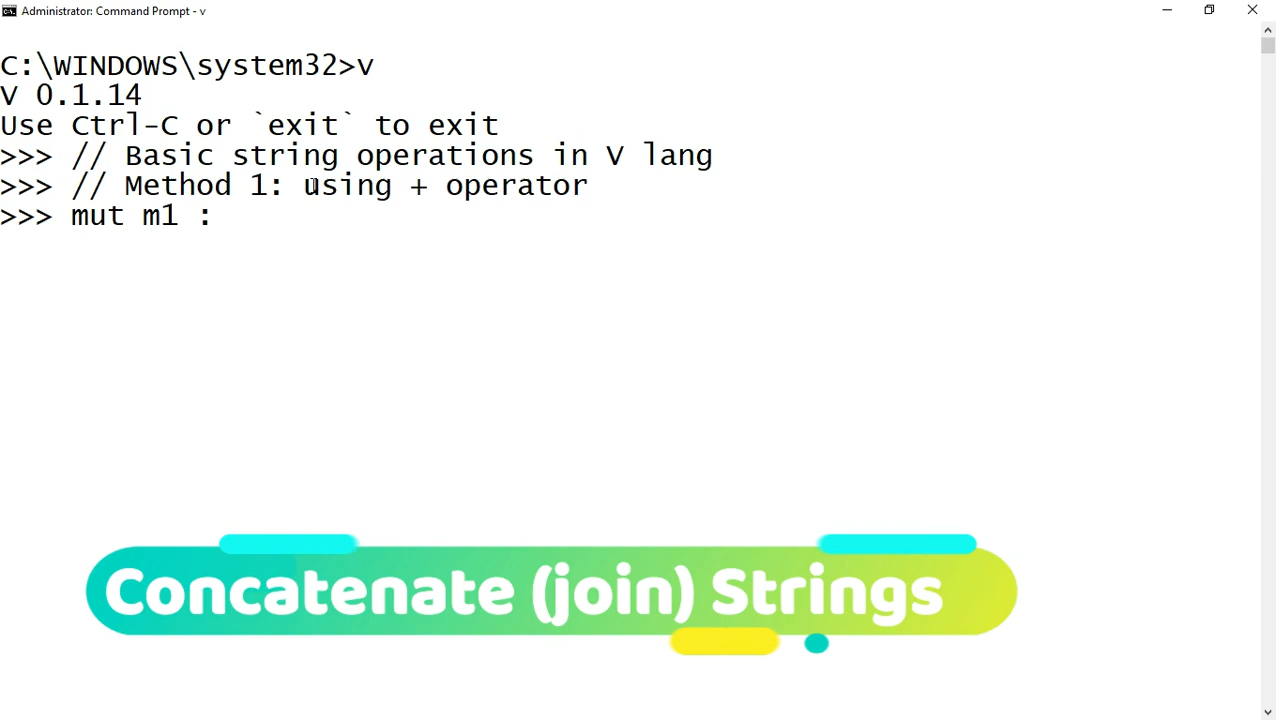 Administrator: Command Prompt - v
C:\WINDOWS\system32>v
V 0.1.14
Use Ctrl-C or `exit` to exit
>>> // Basic string operations in V lang
>>> // Method 1: using + operator
>>> mut m1 :
Concatenate (join) Strings